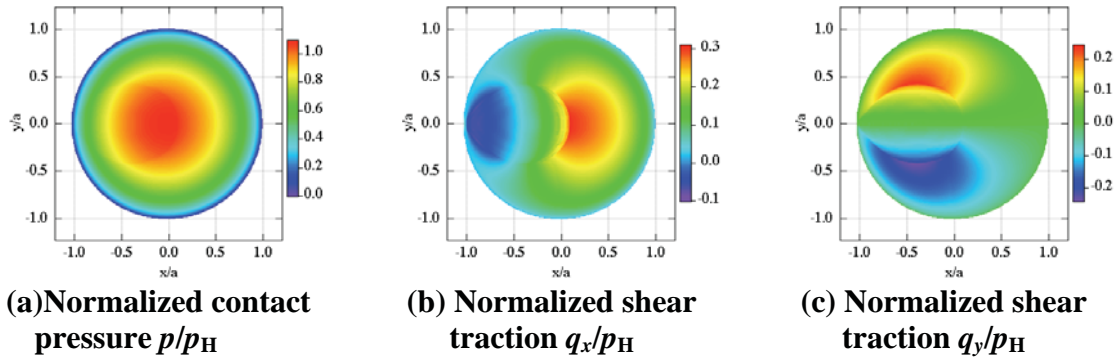 1.0
0.5
0.0
-0.5
-1.0
y/a
-1.0 -0.5 0.0 0.5 1.0
x/a
1.0
0.8
0.6
0.4
0.2
0.0
(a)Normalized contact
pressure p/pH
1.0
0.5
0.0
-0.5
-1.0
y/a
-1.0 -0.5 0.0 0.5 1.0
x/a
0.3
0.2
0.1
0.0
-0.1
(b) Normalized shear
traction qx/pH
1.0
0.5
0.0
-0.5
-1.0
y/a
-1.0 -0.5 0.0 0.5 1.0
x/a
0.2
0.1
0.0
-0.1
-0.2
(c) Normalized shear
traction qy/pH